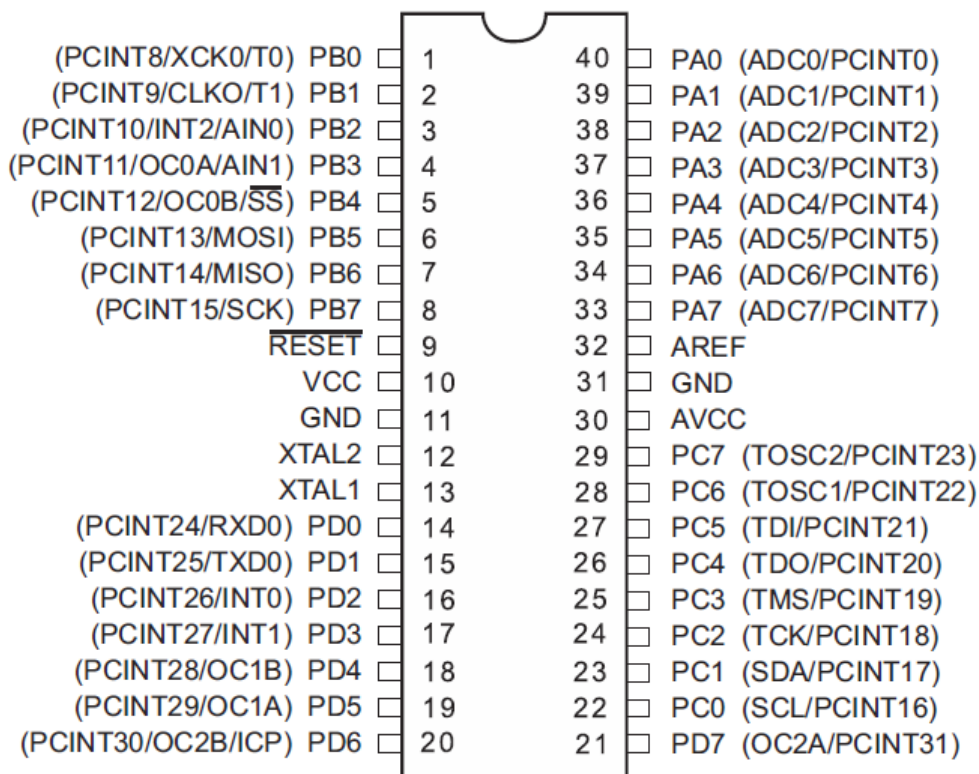 (PCINT8/XCK0/T0) PB0 1 40 PA0 (ADC0/PCINT0)
(PCINT9/CLKO/T1) PB1 2 39 PA1 (ADC1/PCINT1)
(PCINT10/INT2/AIN0) PB2 3 38 PA2 (ADC2/PCINT2)
(PCINT11/OC0A/AIN1) PB3 4 37 PA3 (ADC3/PCINT3)
(PCINT12/OC0B/S̅S̅) PB4 5 36 PA4 (ADC4/PCINT4)
(PCINT13/MOSI) PB5 6 35 PA5 (ADC5/PCINT5)
(PCINT14/MISO) PB6 7 34 PA6 (ADC6/PCINT6)
(PCINT15/SCK) PB7 8 33 PA7 (ADC7/PCINT7)
R̅E̅S̅E̅T̅ 9 32 AREF
VCC 10 31 GND
GND 11 30 AVCC
XTAL2 12 29 PC7 (TOSC2/PCINT23)
XTAL1 13 28 PC6 (TOSC1/PCINT22)
(PCINT24/RXD0) PD0 14 27 PC5 (TDI/PCINT21)
(PCINT25/TXD0) PD1 15 26 PC4 (TDO/PCINT20)
(PCINT26/INT0) PD2 16 25 PC3 (TMS/PCINT19)
(PCINT27/INT1) PD3 17 24 PC2 (TCK/PCINT18)
(PCINT28/OC1B) PD4 18 23 PC1 (SDA/PCINT17)
(PCINT29/OC1A) PD5 19 22 PC0 (SCL/PCINT16)
(PCINT30/OC2B/ICP) PD6 20 21 PD7 (OC2A/PCINT31)